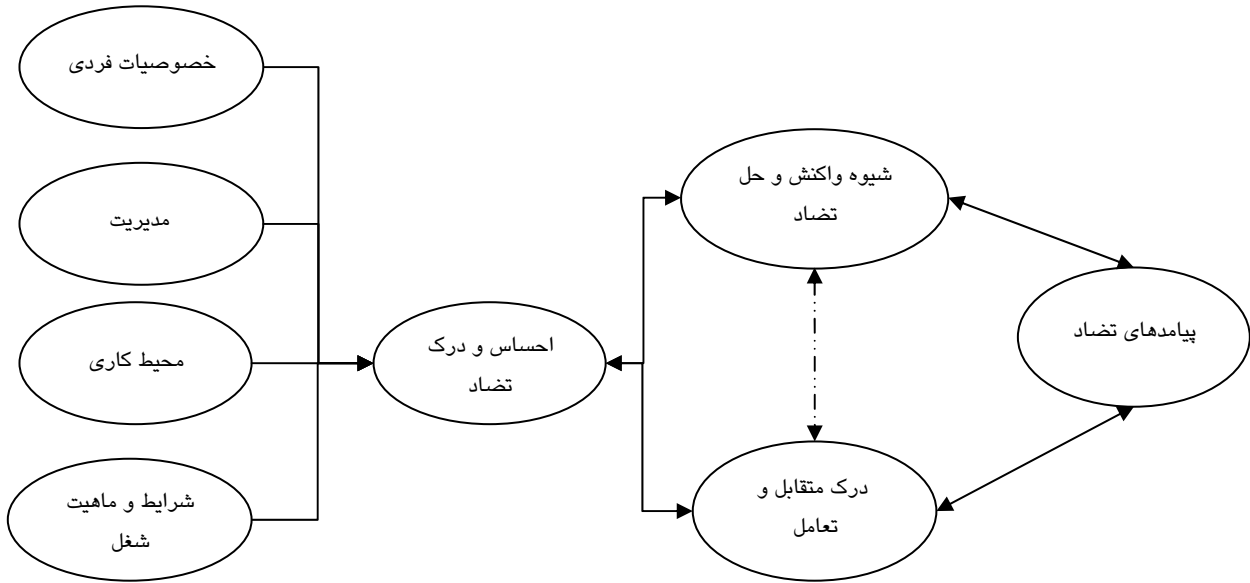 خصوصیات فردی
مدیریت
محیط کاری
شرایط و ماهیت
شغل
احساس و درک
تضاد
شیوه واکنش و حل
تضاد
درک متقابل و
تعامل
پیامدهای تضاد